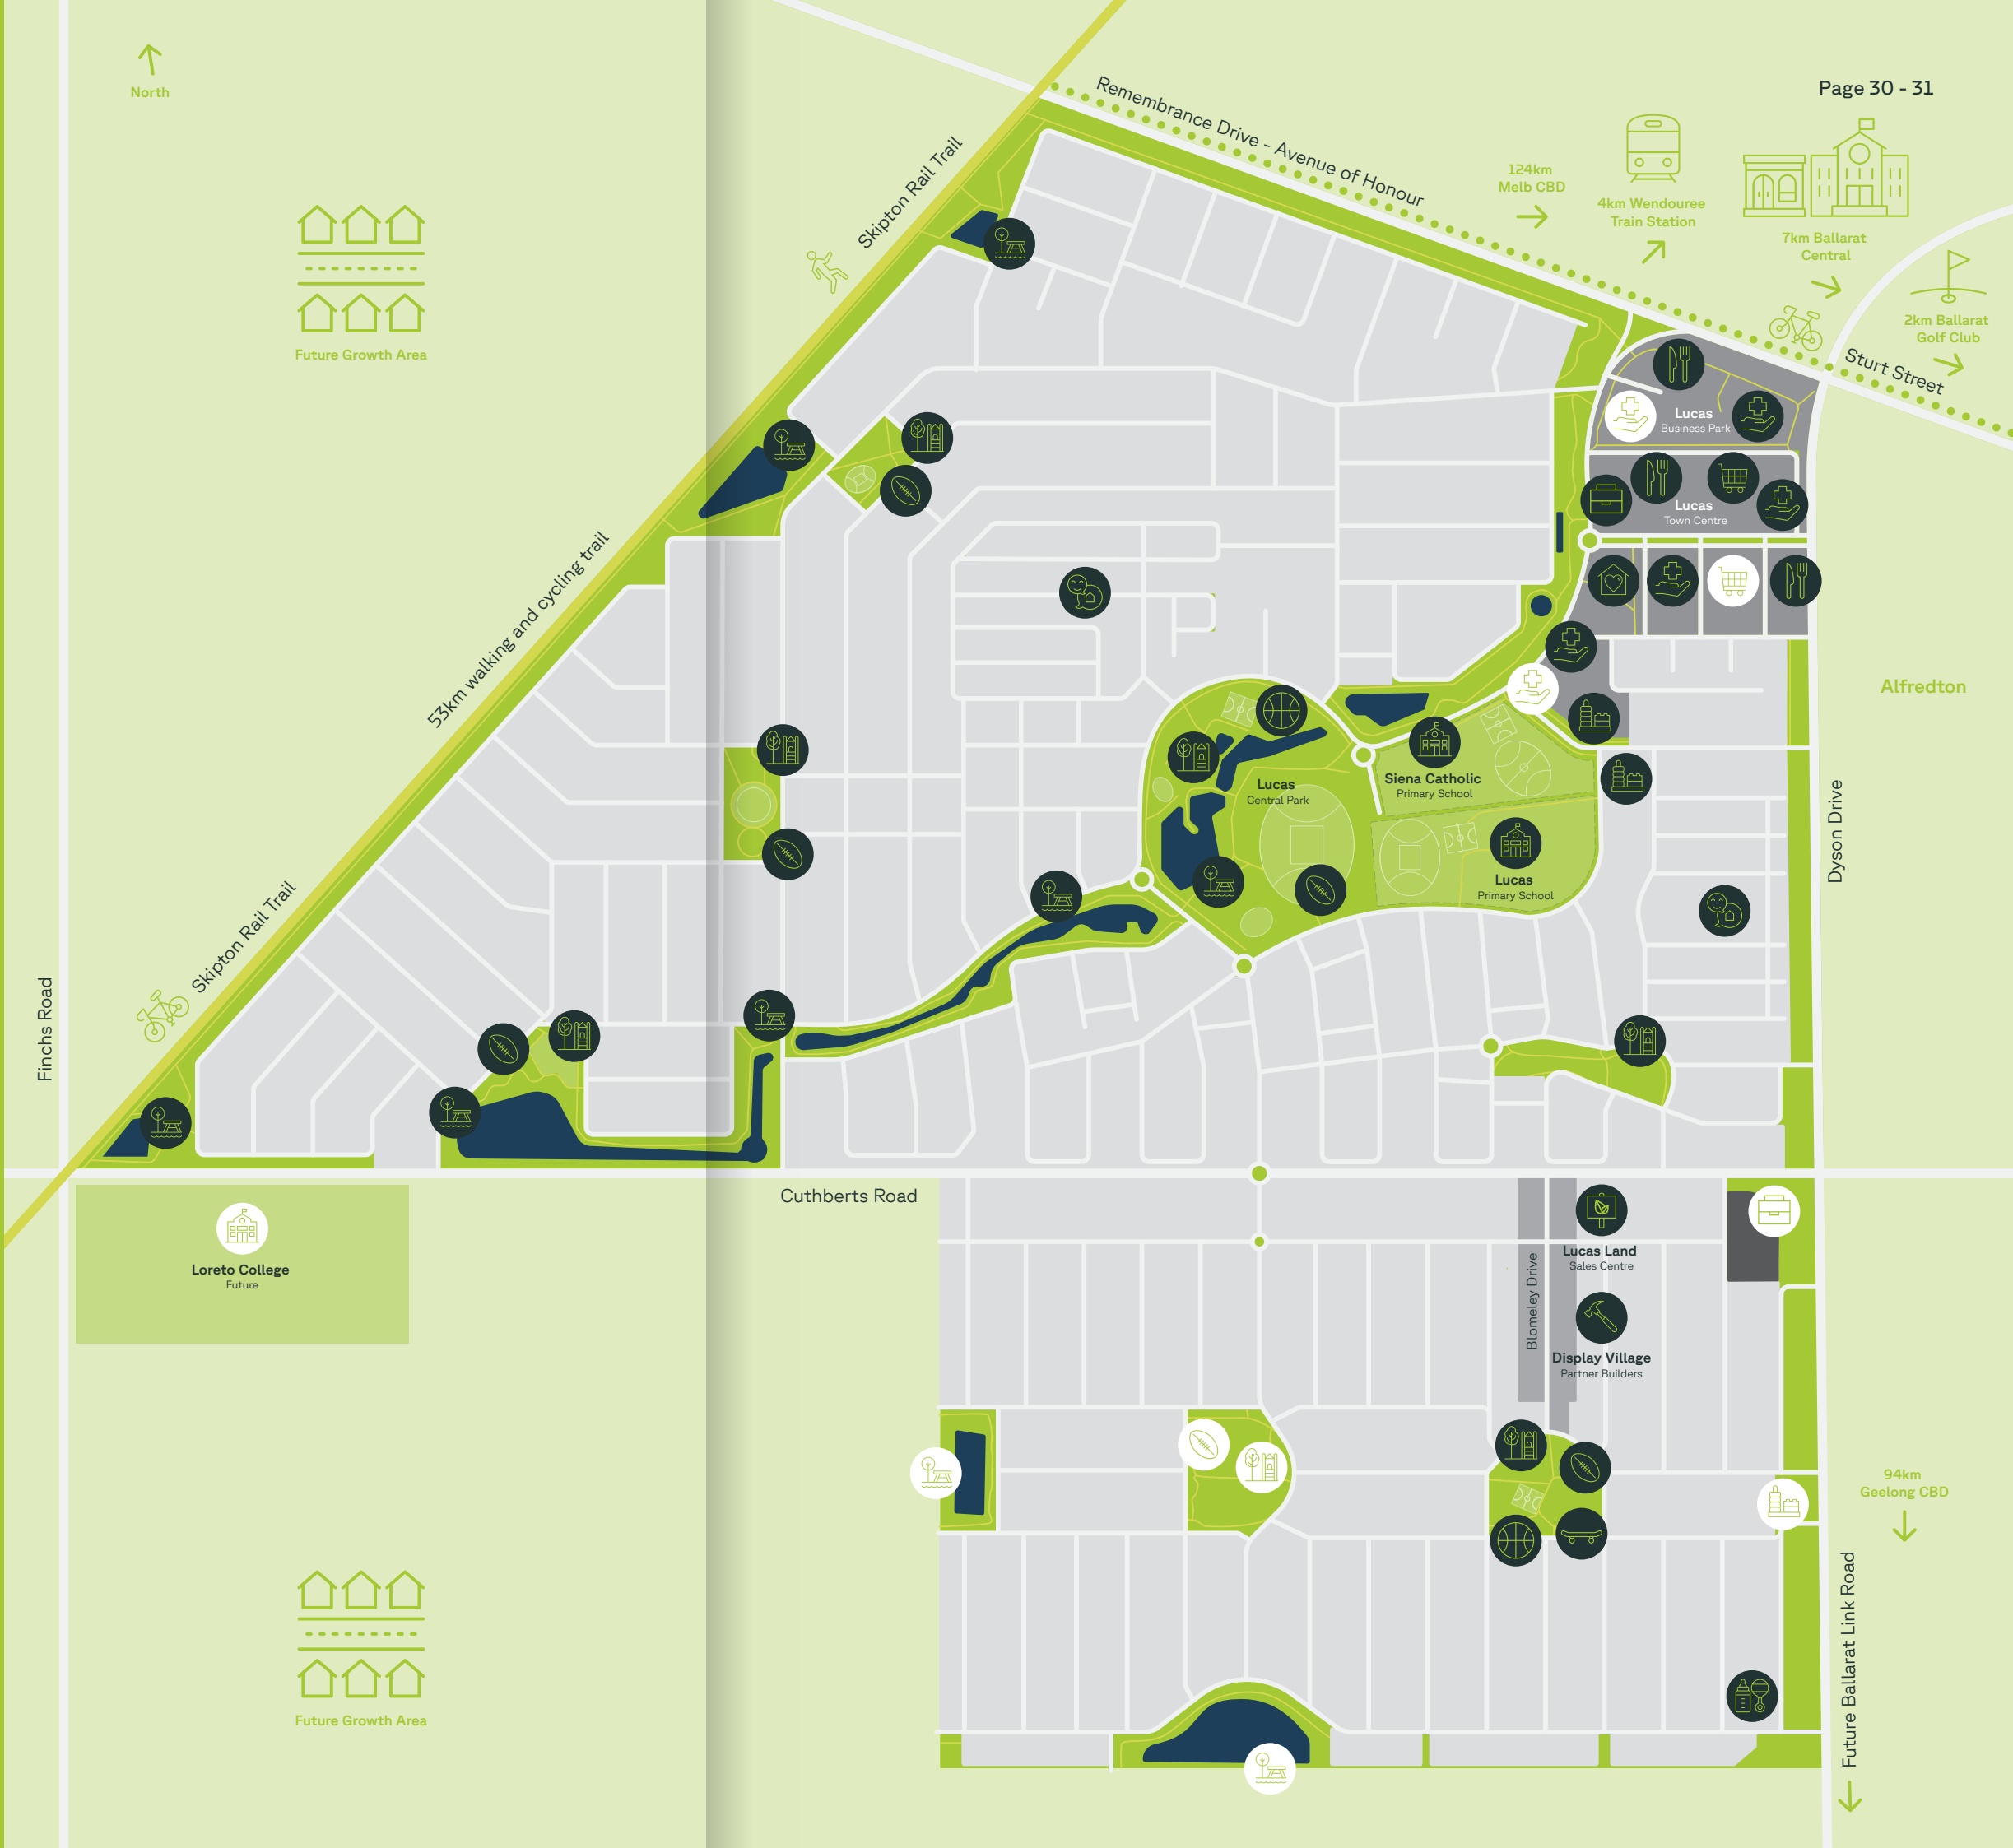 Page 30 - 31
North
Remembrance Drive - Avenue of Honour
Skipton Rail Trail
124km
Melb CBD
4km Wendouree
Train Station
7km Ballarat
Central
2km Ballarat
Golf Club
Sturt Street
Future Growth Area
Lucas
Business Park
Lucas
Town Centre
53km walking and cycling trail
Alfredton
Siena Catholic
Primary School
Lucas
Central Park
Lucas
Primary School
Dyson Drive
Skipton Rail Trail
Finchs Road
Cuthberts Road
Loreto College
Future
Lucas Land
Sales Centre
Blomeley Drive
Display Village
Partner Builders
94km
Geelong CBD
Future Ballarat Link Road
Future Growth Area